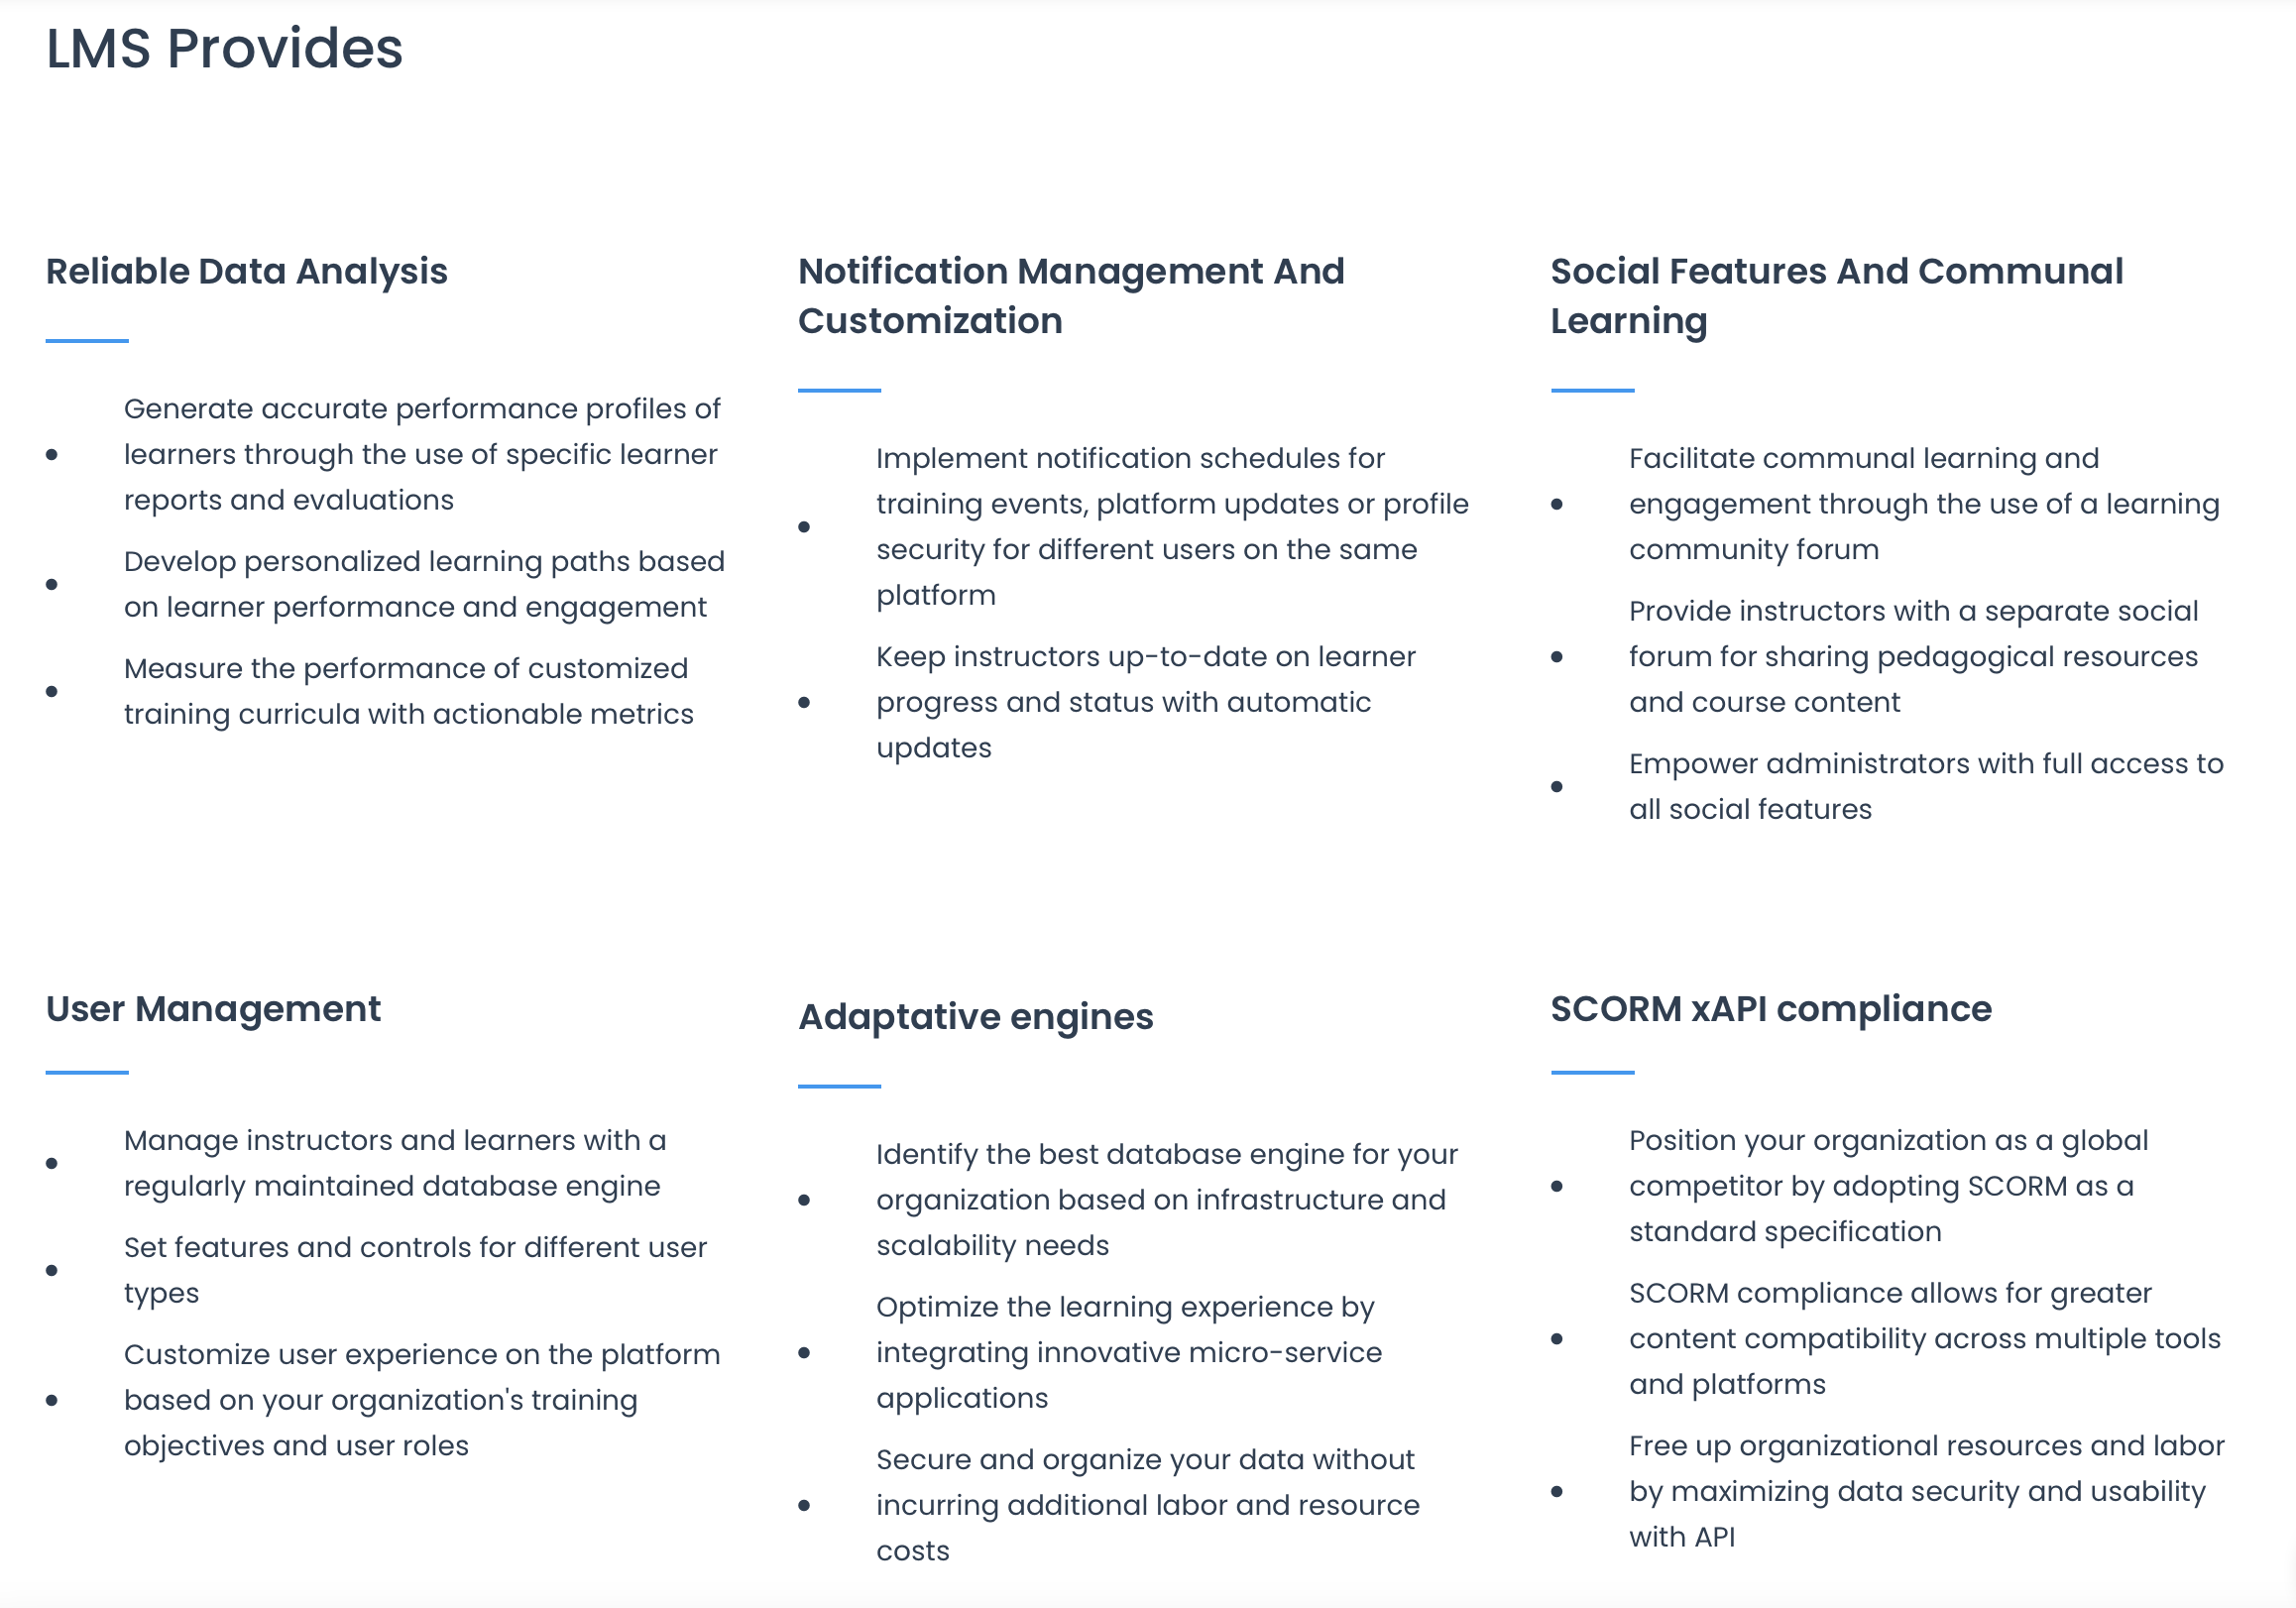 LMS Provides
Reliable Data Analysis
Generate accurate performance profiles of
learners through the use of specific learner
reports and evaluations
Develop personalized learning paths based
on learner performance and engagement
Measure the performance of customized
training curricula with actionable metrics
Notification Management And
Customization
Implement notification schedules for
training events, platform updates or profile
security for different users on the same
platform
Keep instructors up-to-date on learner
progress and status with automatic
updates
Social Features And Communal
Learning
Facilitate communal learning and
engagement through the use of a learning
community forum
Provide instructors with a separate social
forum for sharing pedagogical resources
and course content
Empower administrators with full access to
all social features
User Management
Manage instructors and learners with a
regularly maintained database engine
Set features and controls for different user
types
Customize user experience on the platform
based on your organization's training
objectives and user roles
Adaptative engines
Identify the best database engine for your
organization based on infrastructure and
scalability needs
Optimize the learning experience by
integrating innovative micro-service
applications
Secure and organize your data without
incurring additional labor and resource
costs
SCORM xAPI compliance
Position your organization as a global
competitor by adopting SCORM as a
standard specification
SCORM compliance allows for greater
content compatibility across multiple tools
and platforms
Free up organizational resources and labor
by maximizing data security and usability
with API